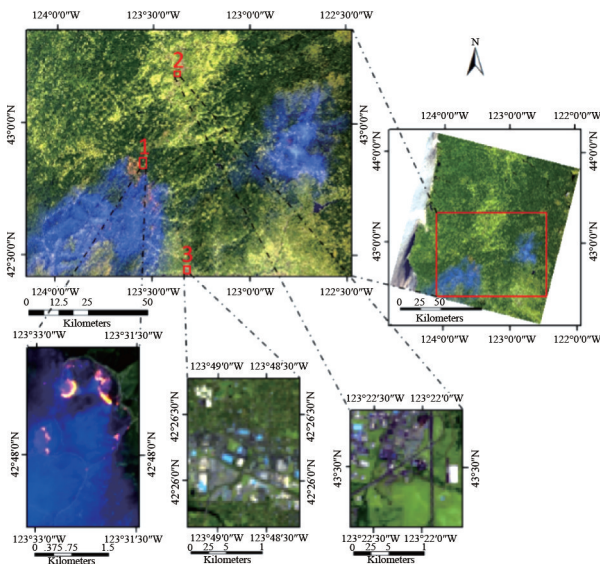 124°0'0"W 123°3'0"W 123°0'0"W 122°3'0"W
N
2
43°0'0"N
43°0'0"N
1
124°0'0"W 123°0'0"W 122°0'0"W
44°0'0"N
44°0'0"N
43°0'0"N
43°0'0"N
42°30'0"N
42°30'0"N
3
124°0'0"W 123°3'0"W 123°0'0"W 122°3'0"W
0 12.5 25 50
Kilometers
0 25 50
Kilometers
124°0'0"W 123°0'0"W 122°0'0"W
123°33'0"W 123°31'30"W
42°48'0"N
42°48'0"N
123°33'0"W 123°31'30"W
0 .375.75 1.5
Kilometers
123°49'0"W 123°48'30"W
42°26'30"N
42°26'30"N
42°26'0"N
42°26'0"N
123°49'0"W 123°48'30"W
0 25 5 1
Kilometers
123°22'30"W 123°22'0"W
43°30'N
43°30'N
123°22'30"W 123°22'0"W
0 25 5 1
Kilometers